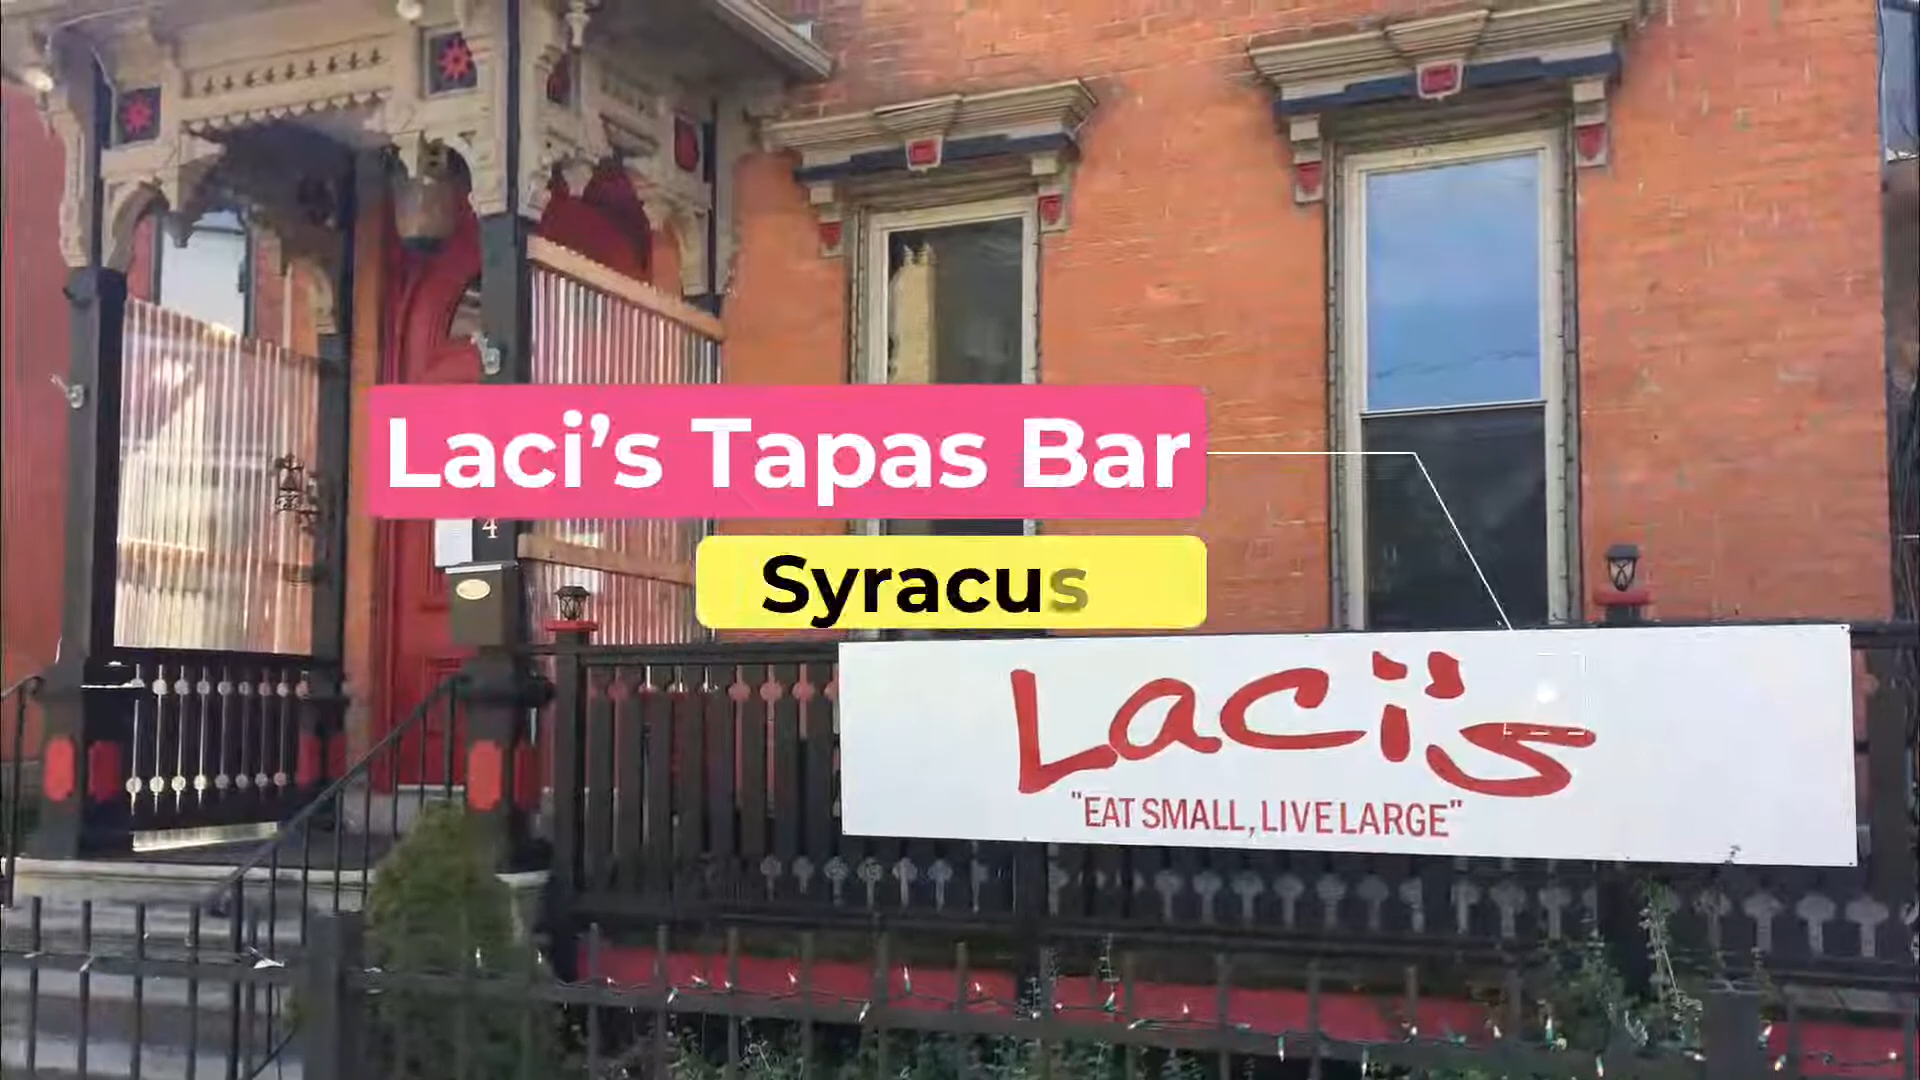 Laci’s Tapas Bar
4
Syracus
Laci's
"EAT SMALL, LIVE LARGE"